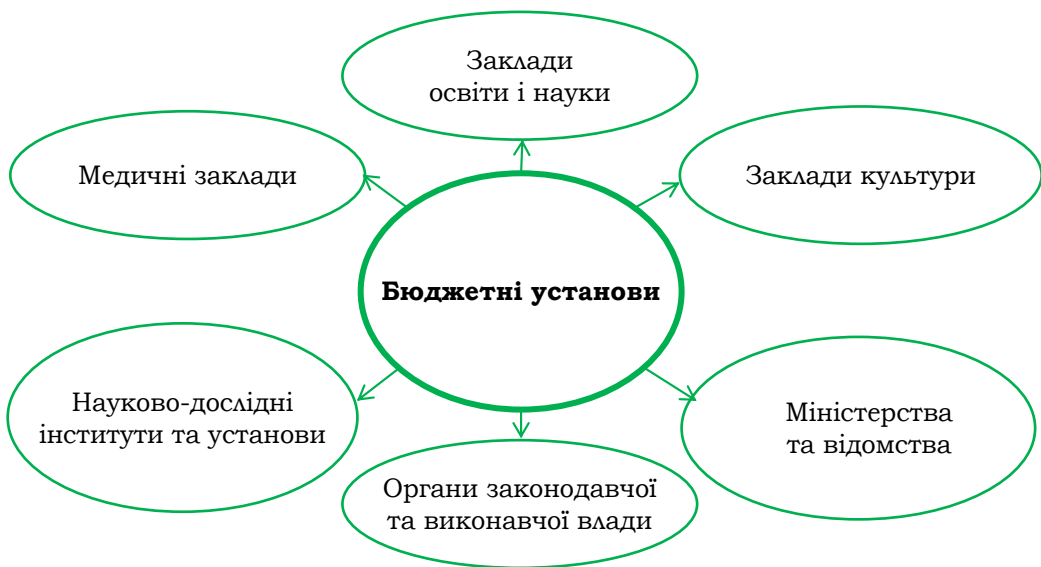 Заклади
освіти і науки
Медичні заклади
Заклади культури
Бюджетні установи
Науково-дослідні
інститути та установи
Міністерства
та відомства
Органи законодавчої
та виконавчої влади